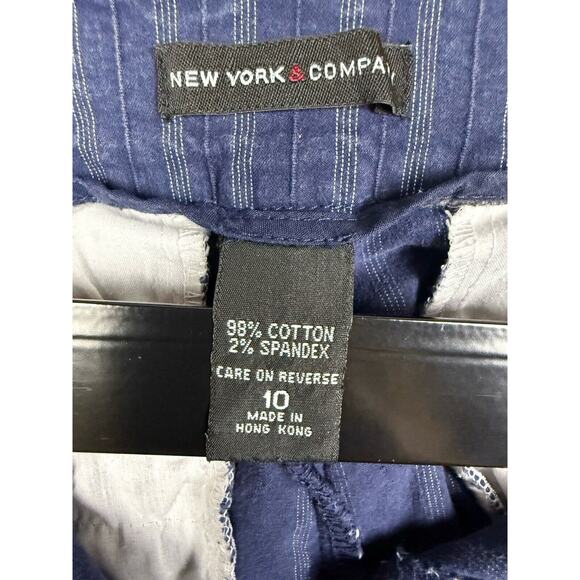 NEW YORK & COMPA
98% COTTON
2% SPANDEX
CARE ON REVERSE
10
MADE IN
HONG KONG